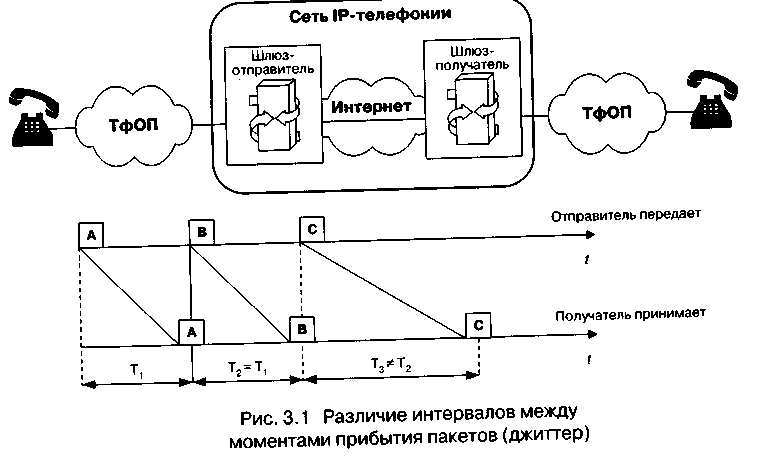 Сеть IP-телефонии
Шлюз-
отправитель
Шлюз-
получатель
ТфОП
Интернет
ТфОП
A
B
C
Отправитель передает
t
A
B
C
Получатель принимает
t
T1
T2 = T1
T3 ≠ T2
Рис. 3.1 Различие интервалов между
моментами прибытия пакетов (джиттер)